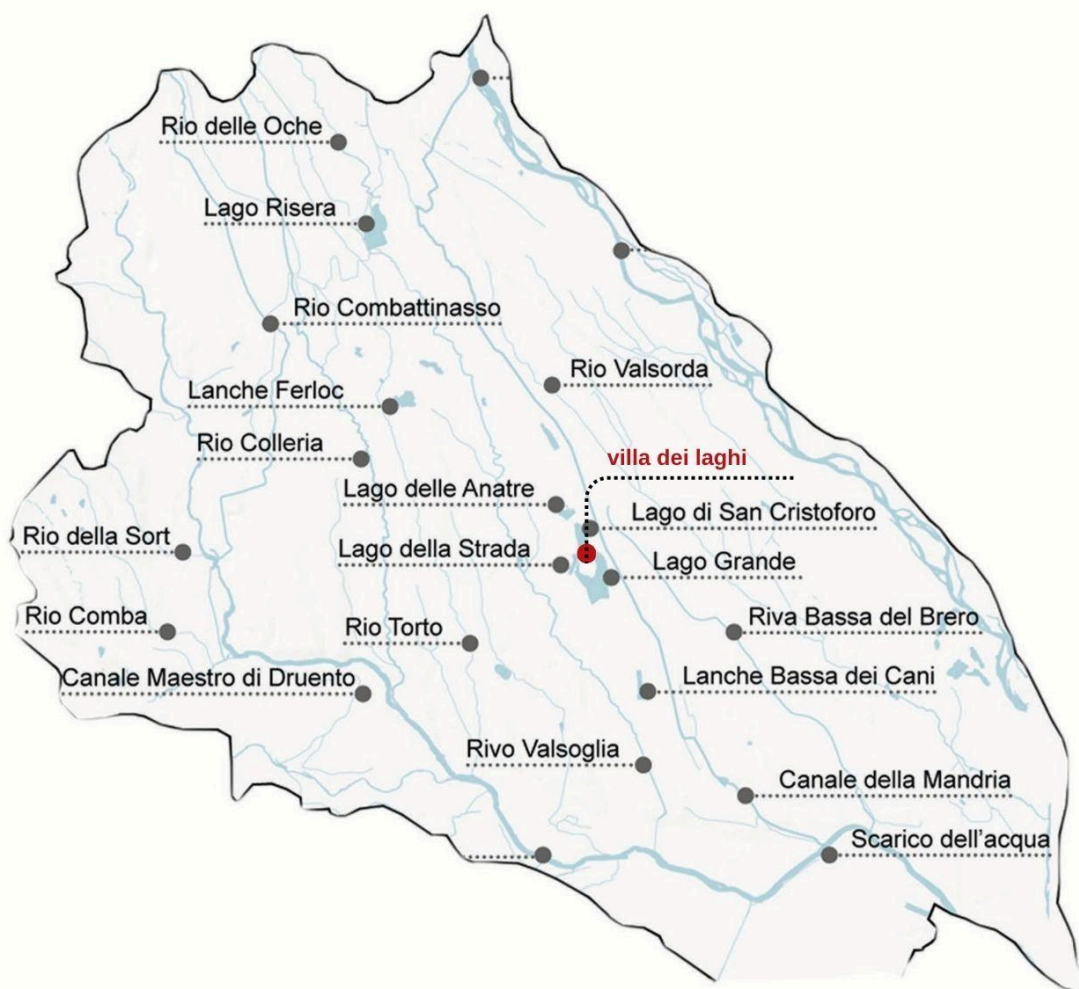 Rio delle Oche
Lago Risera
Rio Combattinasso
Rio Valsorda
Lanche Ferloc
Rio Colleria
villa dei laghi
Lago delle Anatre
Lago di San Cristoforo
Rio della Sort
Lago della Strada
Lago Grande
Rio Comba
Riva Bassa del Brero
Rio Torto
Canale Maestro di Druento
Lanche Bassa dei Cani
Rivo Valsoglia
Canale della Mandria
Scarico dell’acqua